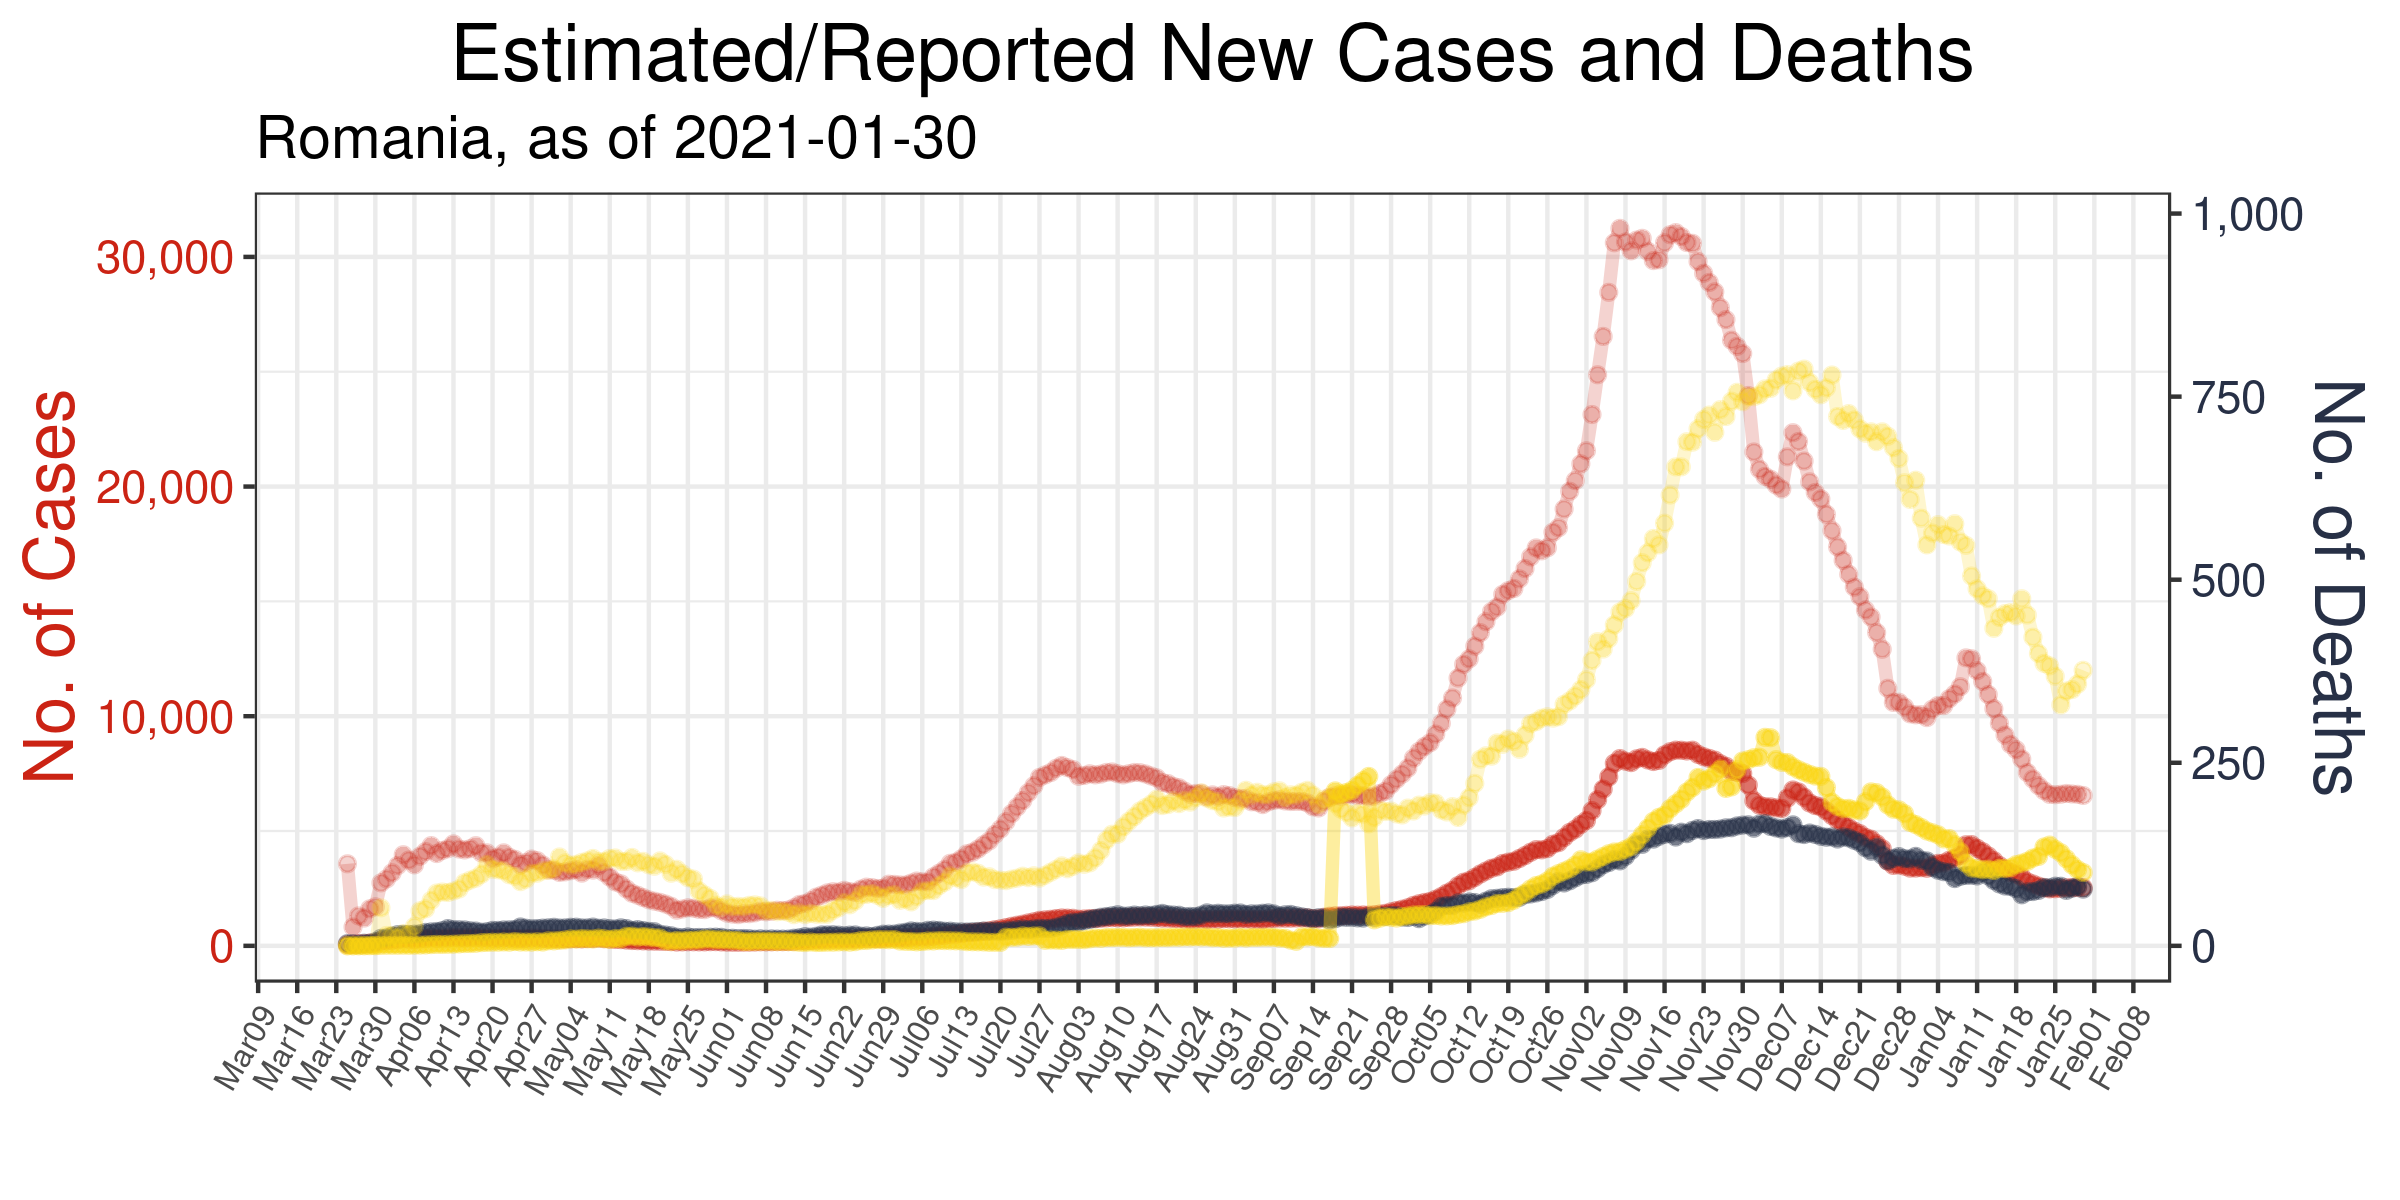 Estimated/Reported New Cases and Deaths
Romania, as of 2021-01-30
No. of Cases
30,000
20,000
10,000
0
1,000
750
500
250
0
No. of Deaths
Mar09 Mar16 Mar23 Mar30 Apr06 Apr13 Apr20 Apr27 May04 May11 May18 May25 Jun01 Jun08 Jun15 Jun22 Jun29 Jul06 Jul13 Jul20 Jul27 Aug03 Aug10 Aug17 Aug24 Aug31 Sep07 Sep14 Sep21 Sep28 Oct05 Oct12 Oct19 Oct26 Nov02 Nov09 Nov16 Nov23 Nov30 Dec07 Dec14 Dec21 Dec28 Jan04 Jan11 Jan18 Jan25 Feb01 Feb08